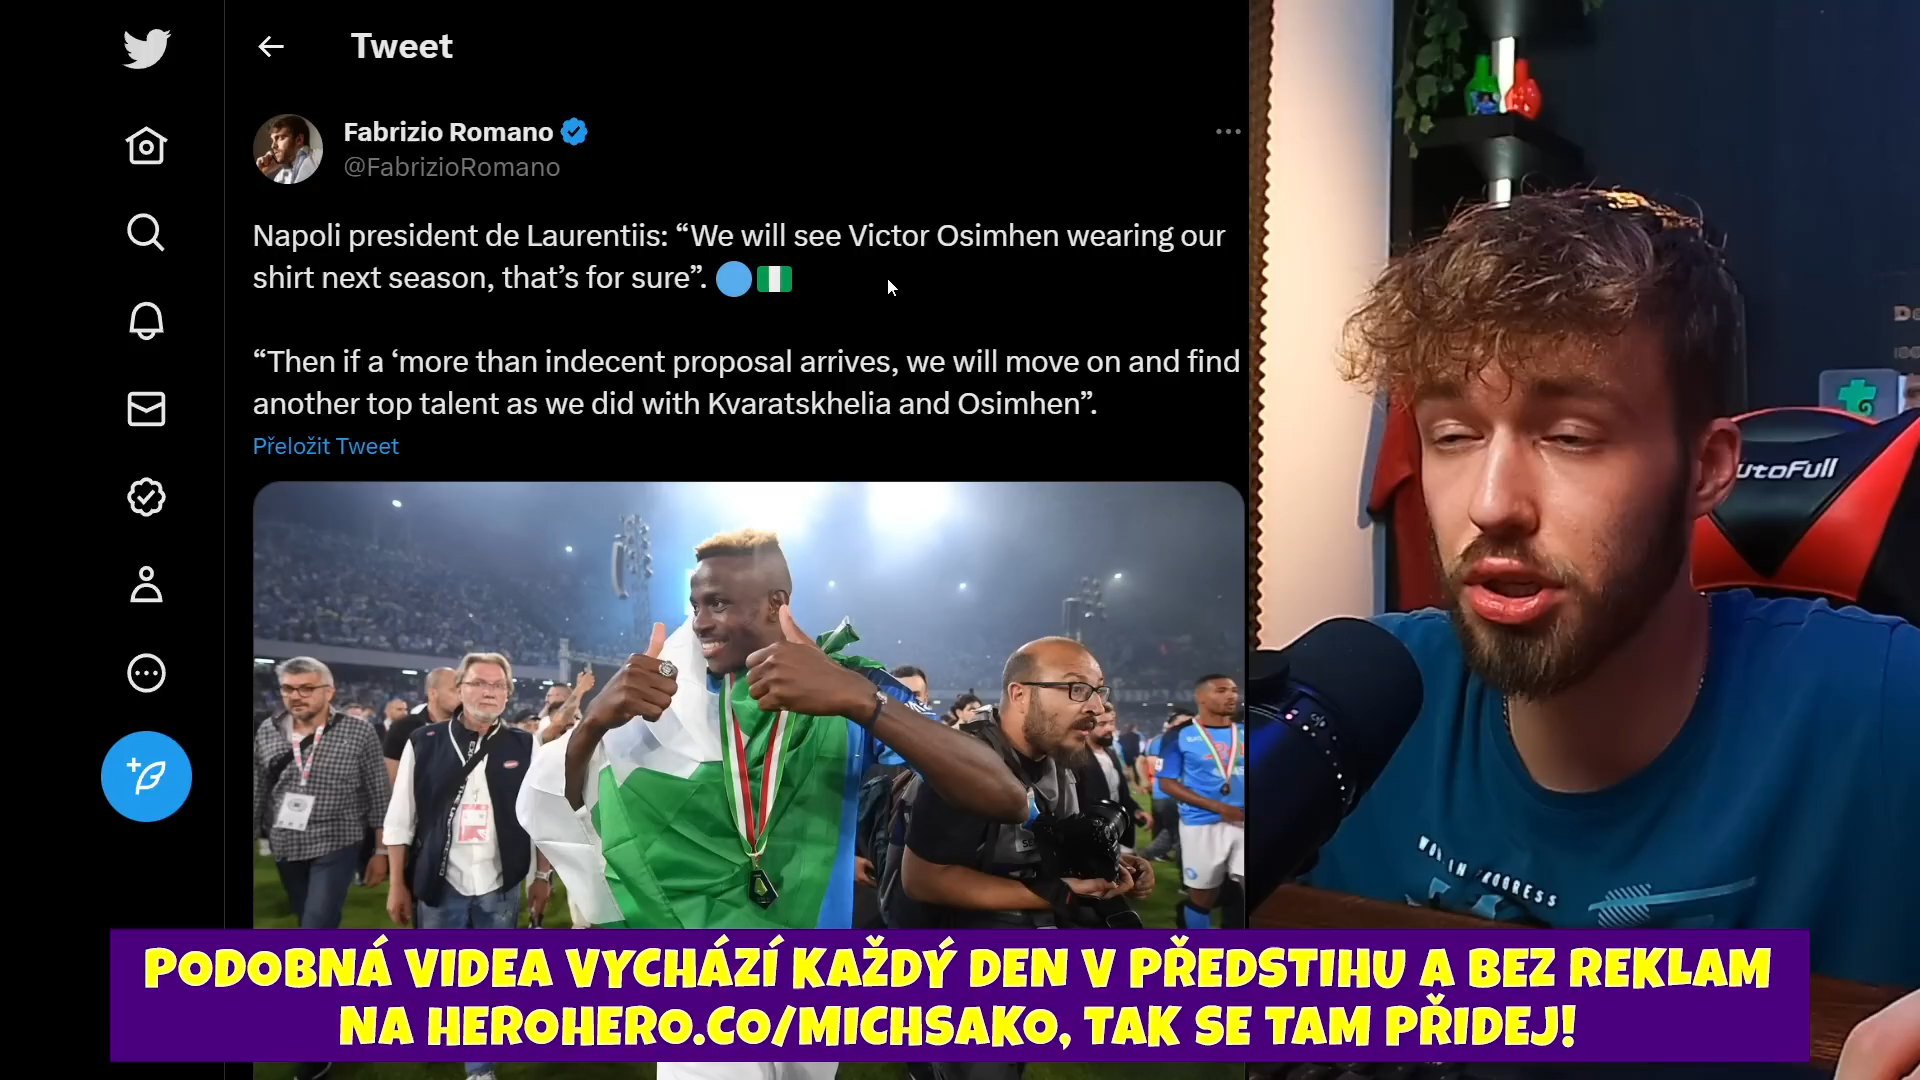 Tweet
Fabrizio Romano
@FabrizioRomano
Napoli president de Laurentiis: “We will see Victor Osimhen wearing our
shirt next season, that’s for sure”.
“Then if a ‘more than indecent proposal arrives, we will move on and find
another top talent as we did with Kvaratskhelia and Osimhen”.
Přeložit Tweet
utoFull
PODOBNÁ VIDEA VYCHÁZÍ KAŽDÝ DEN V PŘEDSTIHU A BEZ REKLAM
NA HEROHERO.CO/MICHSAKO, TAK SE TAM PŘIDEJ!